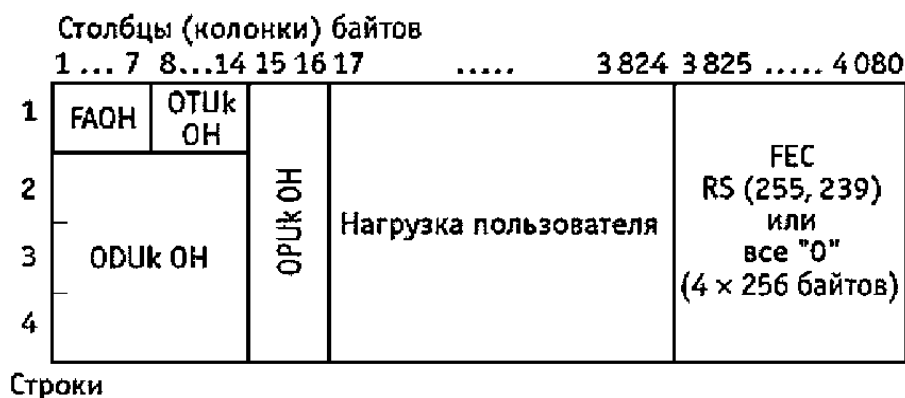 Столбцы (колонки) байтов
1 ... 7 8...14 15 16 17 ..... 3 824 3 825 ..... 4 080
1
FAOH
OTUk
OH
2
3
4
ODUk OH
OPUk OH
Нагрузка пользователя
FEC
RS (255, 239)
или
все "0"
(4 × 256 байтов)
Строки